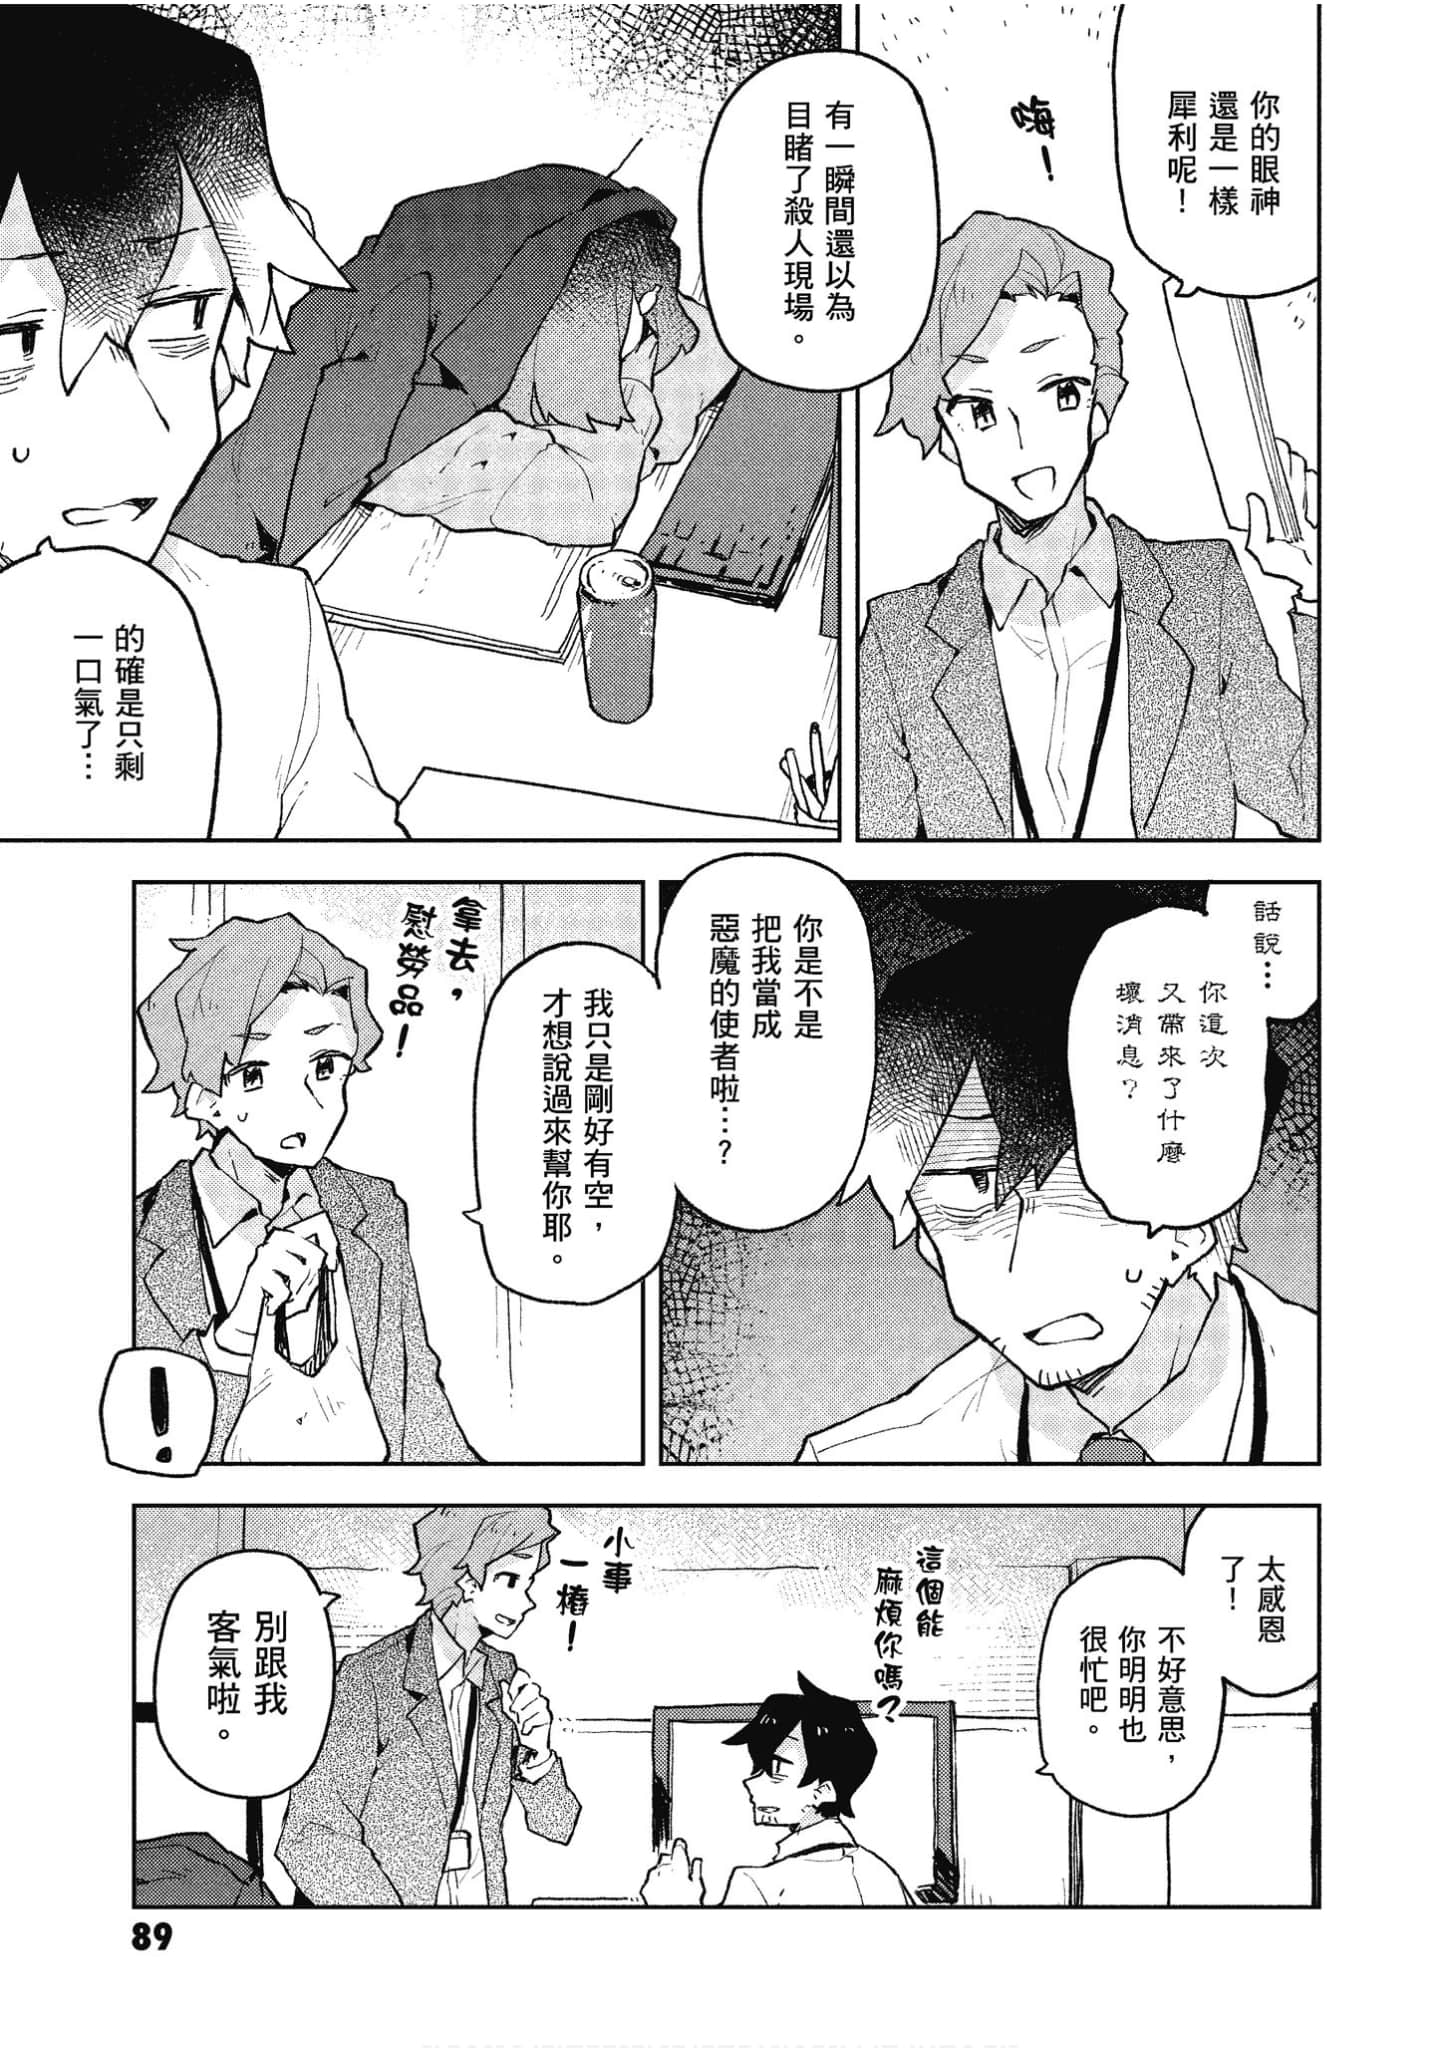 你的眼神
還是一樣
犀利呢！
嗨！
有一瞬間還以為
目睹了殺人現場。
的確是只剩
一口氣了…
話說…
你這次
又帶來了什麼
壞消息？
你是不是
把我當成
惡魔的使者啦…？
我只是剛好有空，
才想說過來幫你耶。
拿去，
慰勞品！
！
太感恩
了！
不好意思，
你明明也
很忙吧。
這個能
麻煩你嗎？
小事
一樁！
別跟我
客氣啦。
89